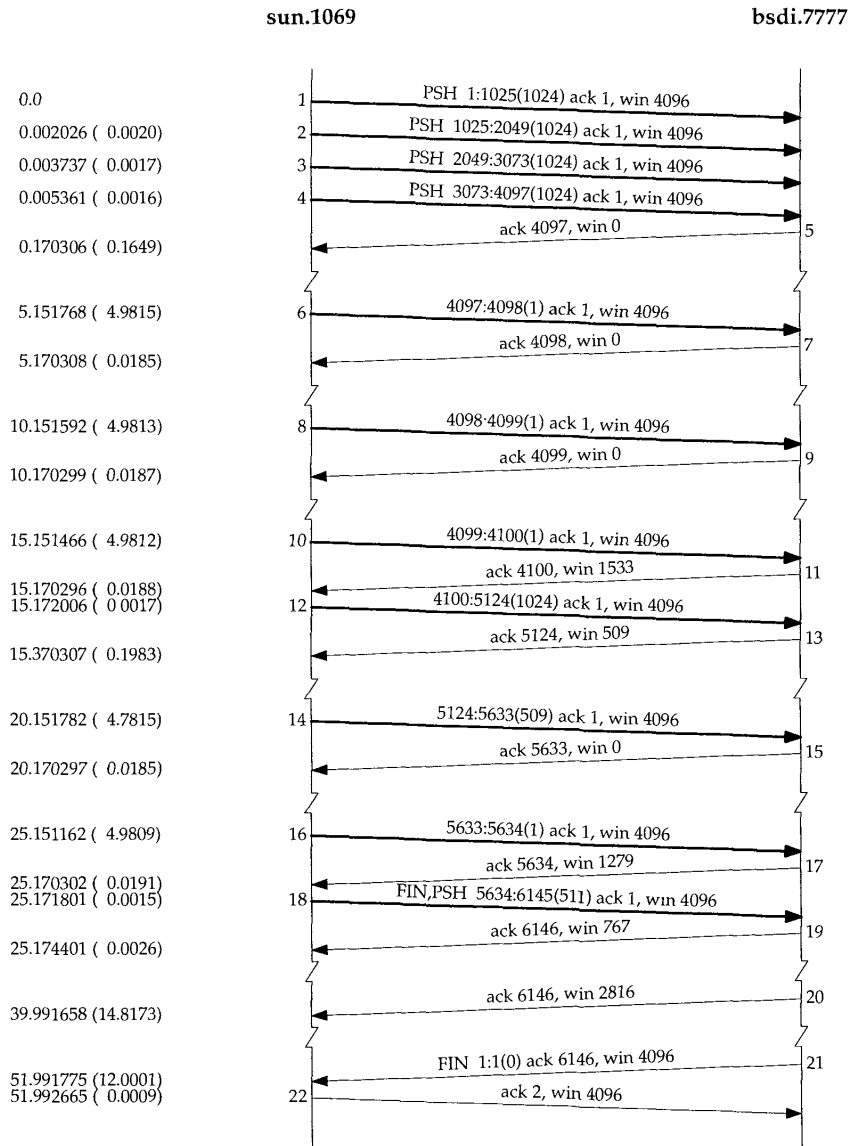 sun.1069 bsdi.7777
0.0 1 PSH 1:1025(1024) ack 1, win 4096
0.002026 ( 0.0020) 2 PSH 1025:2049(1024) ack 1, win 4096
0.003737 ( 0.0017) 3 PSH 2049:3073(1024) ack 1, win 4096
0.005361 ( 0.0016) 4 PSH 3073:4097(1024) ack 1, win 4096
ack 4097, win 0 5
0.170306 ( 0.1649)
5.151768 ( 4.9815) 6 4097:4098(1) ack 1, win 4096
ack 4098, win 0 7
5.170308 ( 0.0185)
10.151592 ( 4.9813) 8 4098·4099(1) ack 1, win 4096
ack 4099, win 0 9
10.170299 ( 0.0187)
15.151466 ( 4.9812) 10 4099:4100(1) ack 1, win 4096
ack 4100, win 1533 11
15.170296 ( 0.0188)
15.172006 ( 0 0017) 12 4100:5124(1024) ack 1, win 4096
ack 5124, win 509 13
15.370307 ( 0.1983)
20.151782 ( 4.7815) 14 5124:5633(509) ack 1, win 4096
ack 5633, win 0 15
20.170297 ( 0.0185)
25.151162 ( 4.9809) 16 5633:5634(1) ack 1, win 4096
ack 5634, win 1279 17
25.170302 ( 0.0191)
25.171801 ( 0.0015) 18 FIN,PSH 5634:6145(511) ack 1, win 4096
ack 6146, win 767 19
25.174401 ( 0.0026)
ack 6146, win 2816 20
39.991658 (14.8173)
FIN 1:1(0) ack 6146, win 4096 21
51.991775 (12.0001)
51.992665 ( 0.0009) 22 ack 2, win 4096